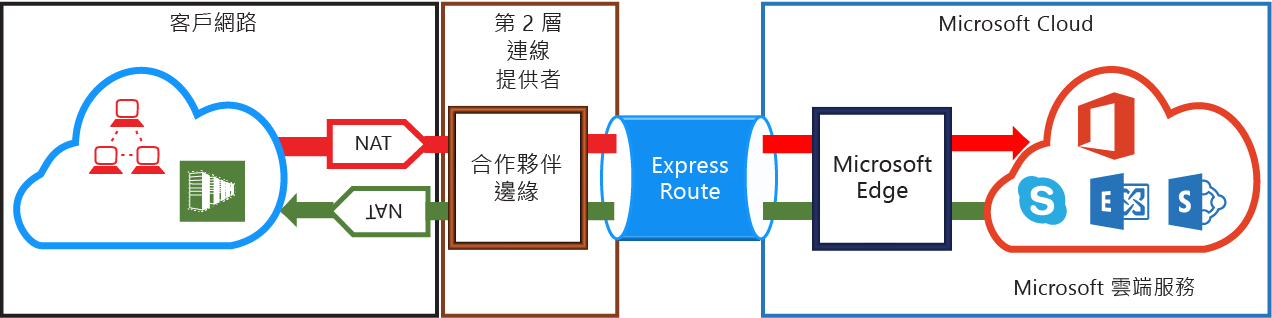 客戶網路
第 2 層
連線
提供者
Microsoft Cloud
NAT
NAT
合作夥伴
邊緣
Express
Route
Microsoft
Edge
S
E
S
Microsoft 雲端服務